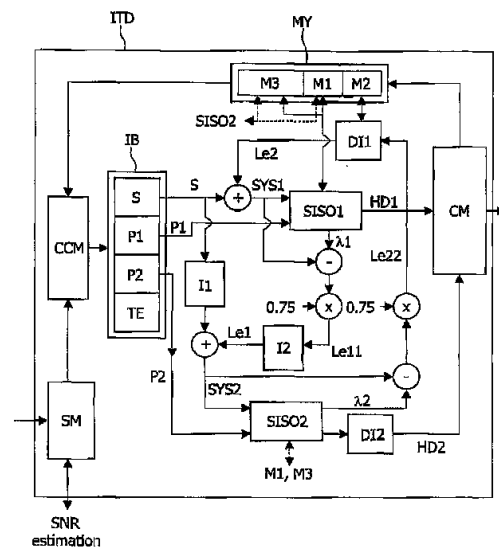 ITD
MY
M3 M1 M2
SISO2
DI1
IB
Le2
S
S
SYS1
+
SISO1
HD1
CM
P1
P1
CCM
λ1
Le22
-
P2
I1
TE
0.75
x
0.75
x
+
Le1
I2
Le11
P2
SYS2
-
SISO2
λ2
DI2
HD2
SM
M1, M3
SNR
estimation